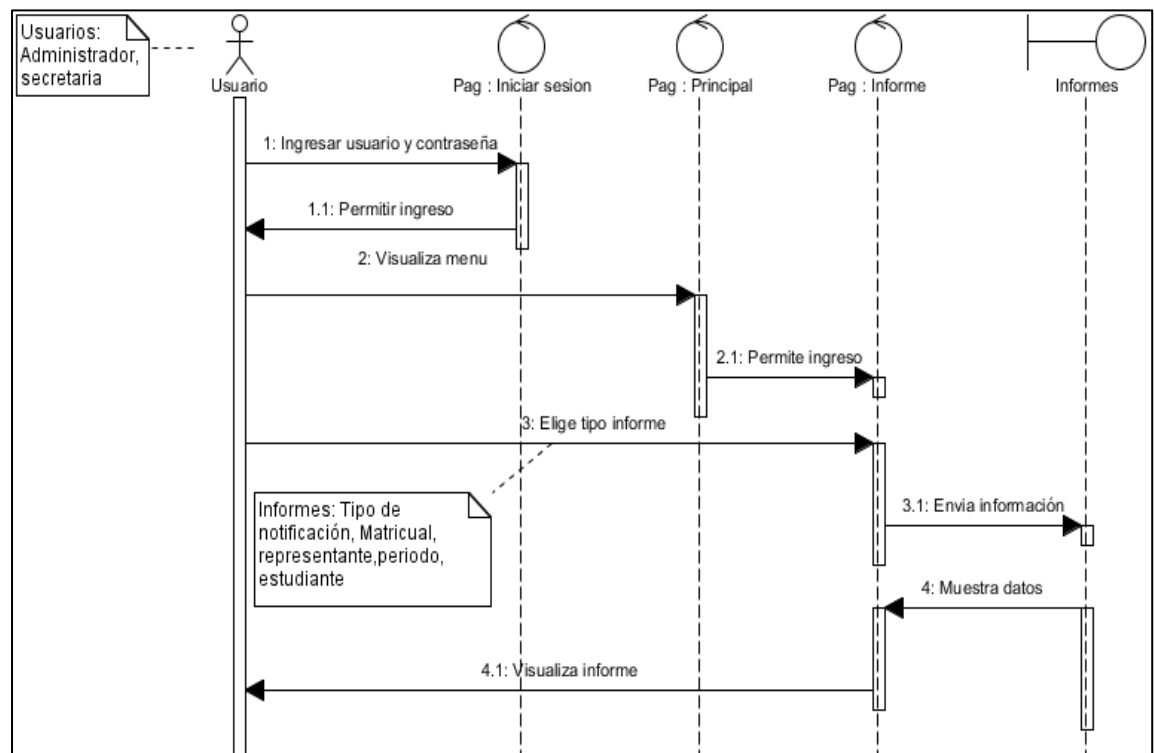 Usuarios:
Administrador,
secretaria
Usuario
Pag : Iniciar sesion
Pag : Principal
Pag : Informe
Informes
1: Ingresar usuario y contraseña
1.1: Permitir ingreso
2: Visualiza menu
2.1: Permite ingreso
3: Elige tipo informe
Informes: Tipo de
notificación, Matricual,
representante,periodo,
estudiante
3.1: Envia información
4: Muestra datos
4.1: Visualiza informe